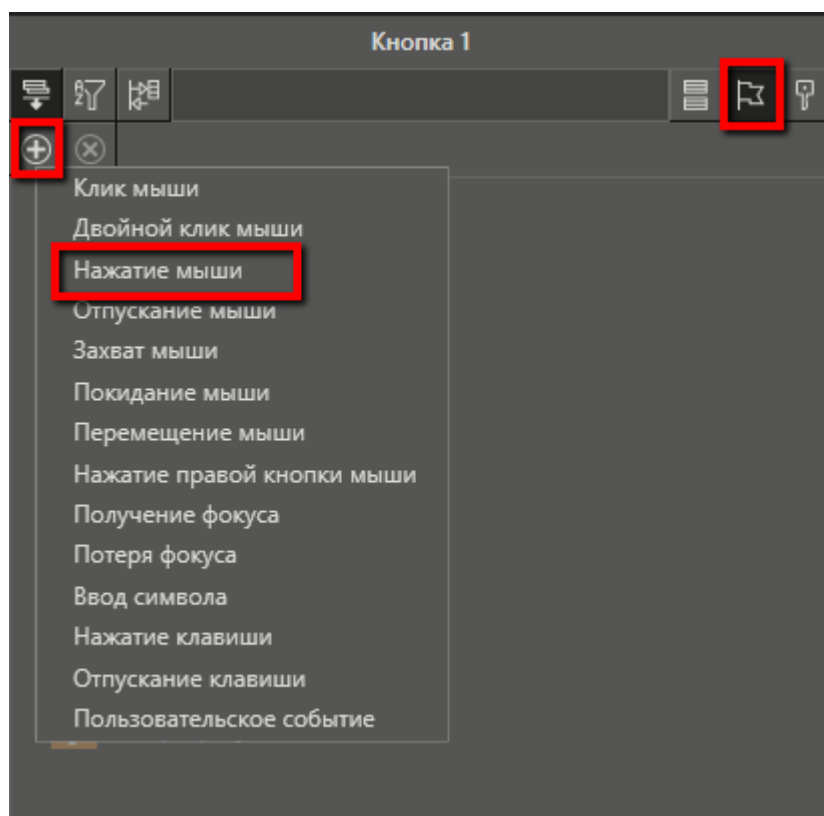 Кнопка 1
Клик мыши
Двойной клик мыши
Нажатие мыши
Отпускание мыши
Захват мыши
Покидание мыши
Перемещение мыши
Нажатие правой кнопки мыши
Получение фокуса
Потеря фокуса
Ввод символа
Нажатие клавиши
Отпускание клавиши
Пользовательское событие